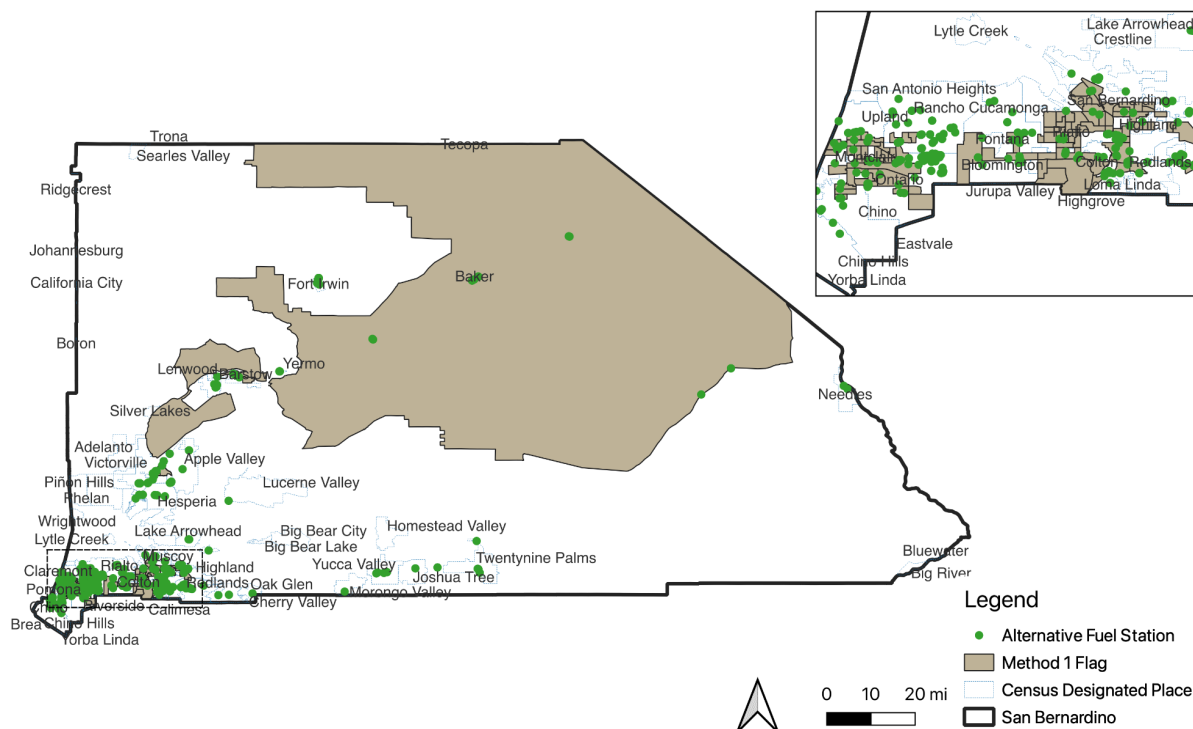 Trona
Tecopa
Searles Valley
Ridgecrest
Johannesburg
California City
Fort Irwin
Baker
Boron
Lenwood
Barstow
Yermo
Silver Lakes
Needles
Adelanto
Victorville
Apple Valley
Piñon Hills
Lucerne Valley
Phelan
Hesperia
Wrightwood
Lake Arrowhead
Big Bear City
Homestead Valley
Lytle Creek
Big Bear Lake
Muscoy
Yucca Valley
Twentynine Palms
Claremont
Rialto
Highland
Joshua Tree
Pomona
Colton
Redlands
Oak Glen
Morongo Valley
Chino
Riverside
Calimesa
Cherry Valley
Brea
Chino Hills
Yorba Linda
Bluewater
Big River
Lytle Creek
Lake Arrowhead
Crestline
San Antonio Heights
Rancho Cucamonga
San Bernardino
Upland
Highland
Fontana
Rialto
Montclair
Bloomington
Colton
Redlands
Ontario
Loma Linda
Jurupa Valley
Highgrove
Chino
Eastvale
Chino Hills
Yorba Linda
Legend
Alternative Fuel Station
Method 1 Flag
Census Designated Place
San Bernardino
0 10 20 mi